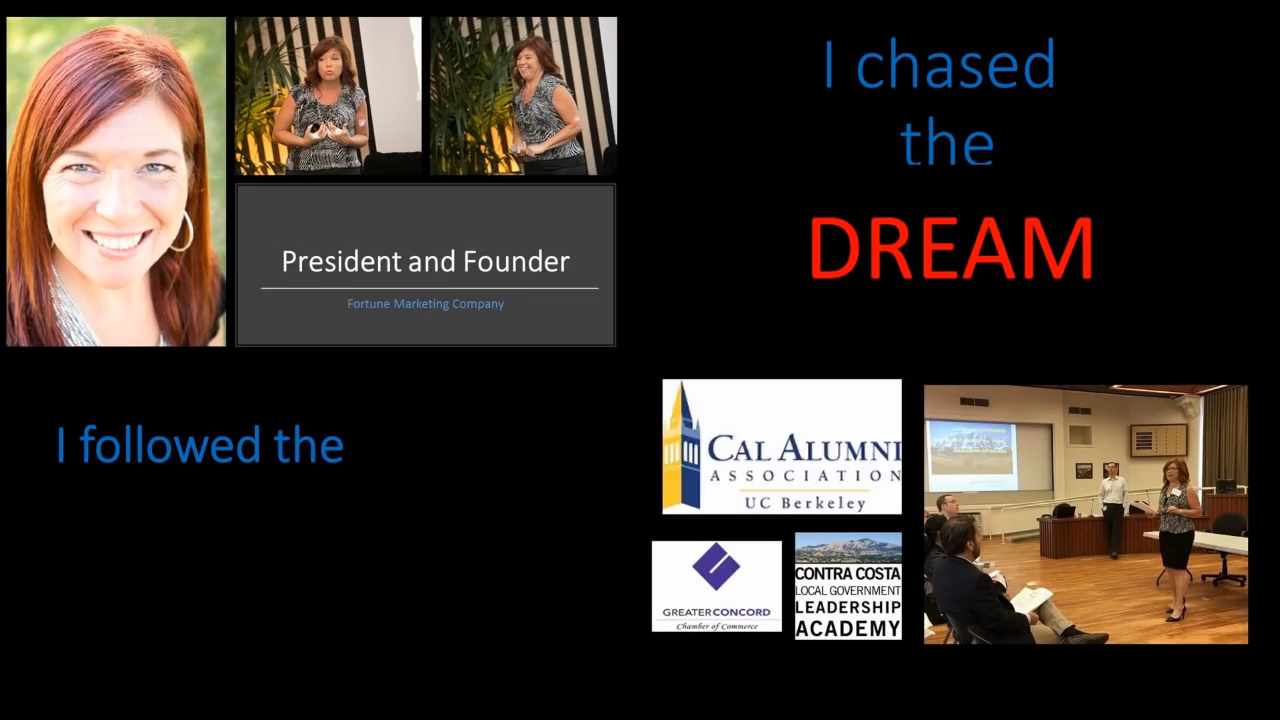 President and Founder
Fortune Marketing Company
I chased
the
DREAM
I followed the
CAL ALUMNI
ASSOCIATION
UC Berkeley
GREATER CONCORD
Chamber of Commerce
CONTRA COSTA
LOCAL GOVERNMENT
LEADERSHIP
ACADEMY